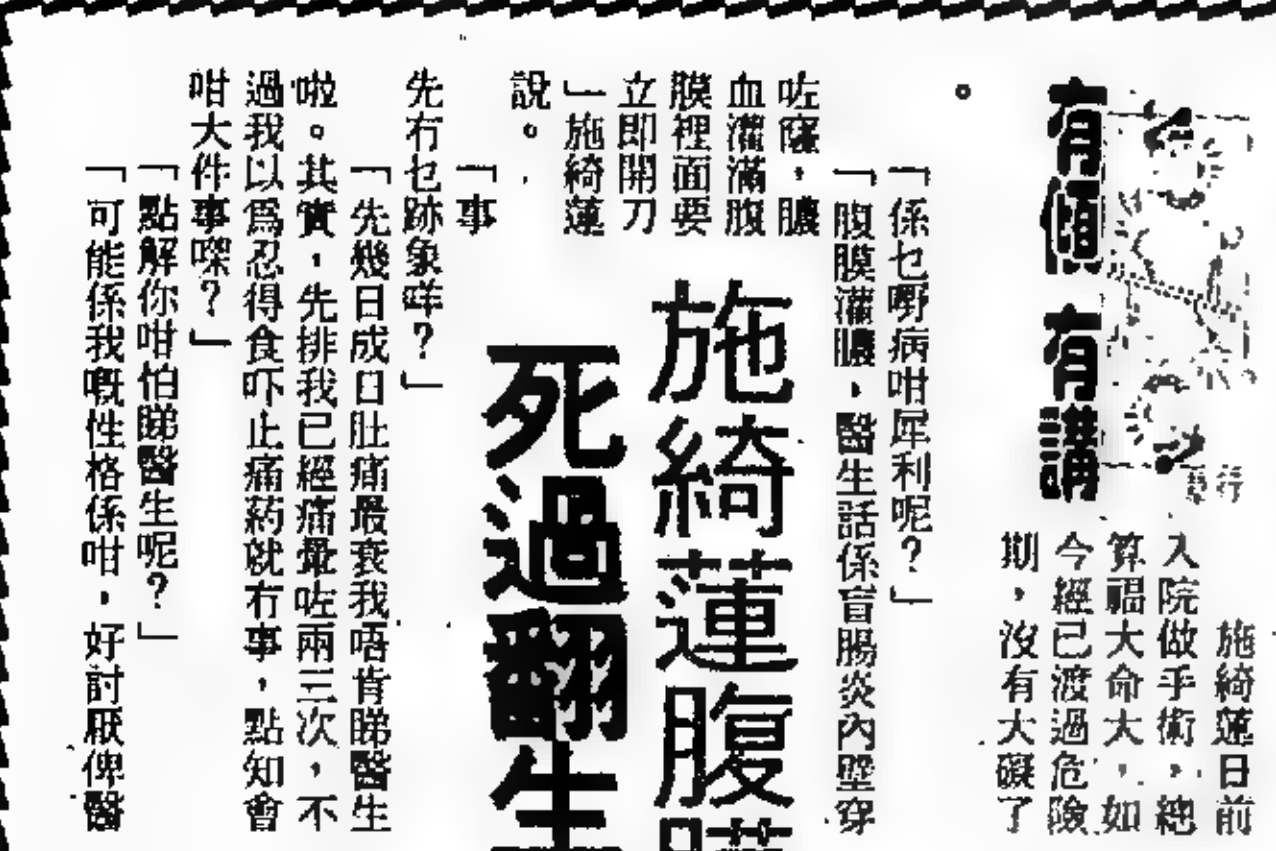 有傾有講
施綺蓮日前
入院做手術，總
算福大命大，如
今經已渡過危險
期，沒有大礙了
。
施綺蓮腹
死過翻生
「係乜嘢病咁犀利呢？」
「腹膜灌膿，醫生話係盲腸炎內壁穿
咗窿，膿
血灌滿腹
膜裡面要
立即開刀
」施綺蓮
說。
「事
先冇乜跡象咩？」
「先幾日成日肚痛最衰我唔肯睇醫生
啦。其實，先排我已經痛暈咗兩三次，不
過我以為忍得食吓止痛葯就冇事，點知會
咁大件事㗎？」
「點解你咁怕睇醫生呢？」
「可能係我嘅性格係咁，好討厭俾醫